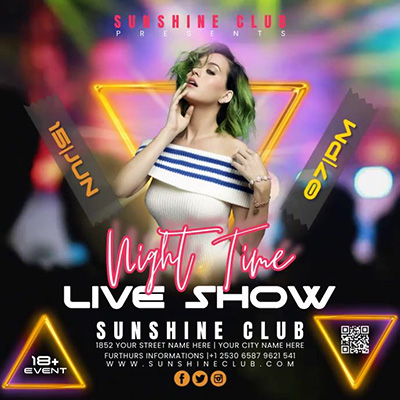 SUNSHINE CLUB
PRESENTS
15|JUN
07|PM
Night Time
LIVE SHOW
SUNSHINE CLUB
1852 YOUR STREET NAME HERE | YOUR CITY NAME HERE
FURTHURS INFORMATIONS |+1 2530 6587 9621 541
WWW.SUNSHINECLUB.COM
18+
EVENT